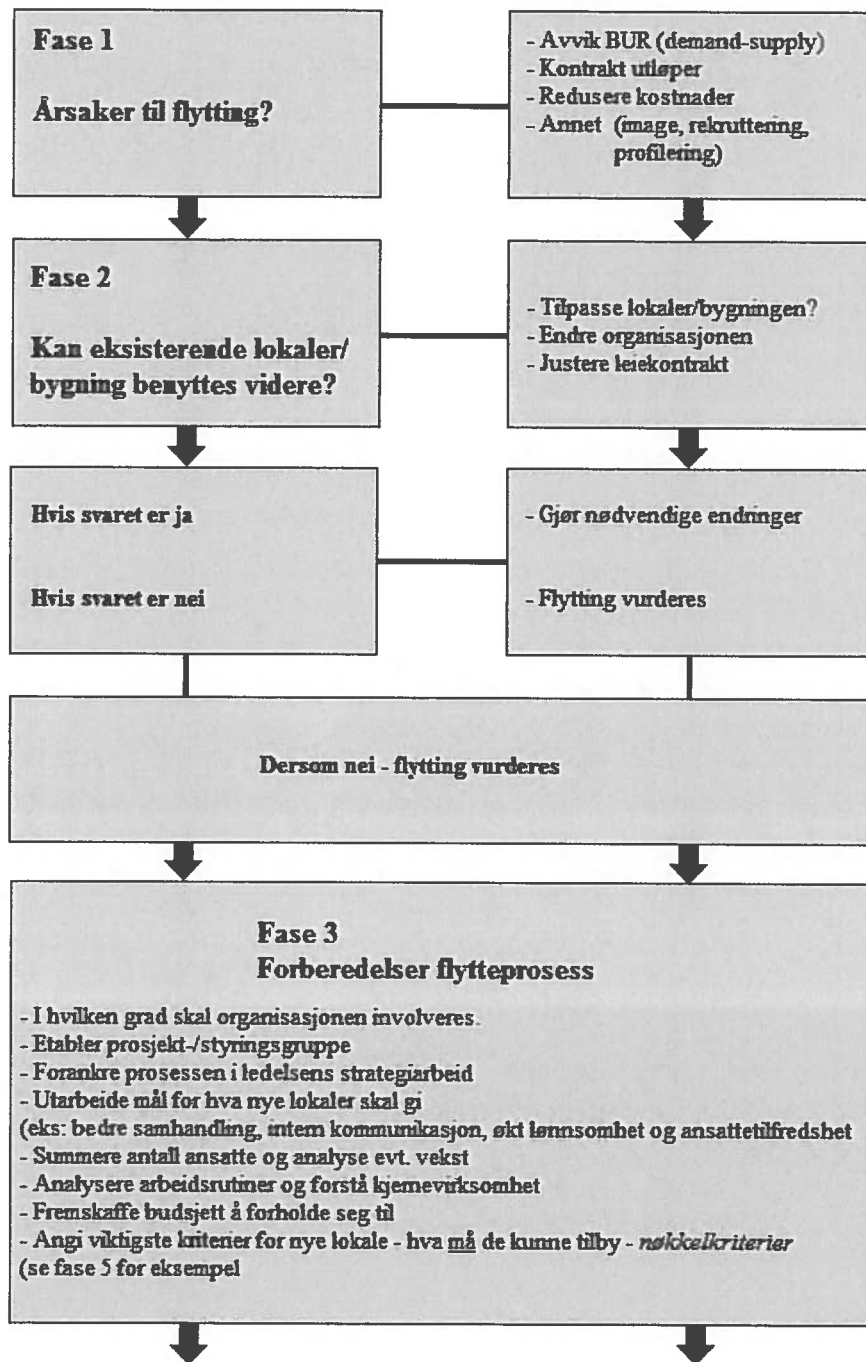 Fase 1
Årsaker til flytting?
- Avvik BUR (demand-supply)
- Kontrakt utløper
- Redusere kostnader
- Annet (image, rekruttering,
profilering)
Fase 2
Kan eksisterende lokaler/
bygning benyttes videre?
- Tilpasse lokaler/bygningen?
- Endre organisasjonen
- Justere leiekontrakt
Hvis svaret er ja
Hvis svaret er nei
- Gjør nødvendige endringer
- Flytting vurderes
Dersom nei - flytting vurderes
Fase 3
Forberedelser flytteprosess
- I hvilken grad skal organisasjonen involveres.
- Etabler prosjekt-/styringsgruppe
- Forankre prosessen i ledelsens strategiarbeid
- Utarbeide mål for hva nye lokaler skal gi
(eks: bedre samhandling, intern kommunikasjon, økt lønnsomhet og ansattetilfredshet
- Summere antall ansatte og analyse evt. vekst
- Analysere arbeidsrutiner og forstå kjernevirksomhet
- Fremskaffe budsjett å forholde seg til
- Angi viktigste kriterier for nye lokale - hva må de kunne tilby - nøkkelkriterier
(se fase 5 for eksempel